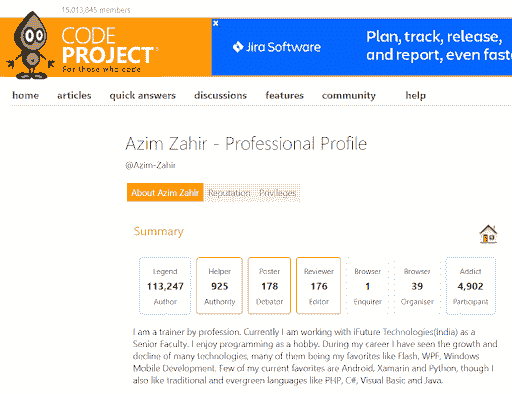 15,013,845 members
CODE
PROJECT
For those who code
Jira Software
Plan, track, release,
and report, even faste
home articles quick answers discussions features community help
Azim Zahir - Professional Profile
@Azim-Zahir
About Azim Zahir Reputation Privileges
Summary
Legend Helper Poster Reviewer Browser Browser Addict
113,247 925 178 176 1 39 4,902
Author Authority Debator Editor Enquirer Organiser Participant
I am a trainer by profession. Currently I am working with iFuture Technologies(India) as a
Senior Faculty. I enjoy programming as a hobby. During my career I have seen the growth and
decline of many technologies, many of them being my favorites like Flash, WPF, Windows
Mobile Development. Few of my current favorites are Android, Xamarin and Python, though I
also like traditional and evergreen languages like PHP, C#, Visual Basic and Java.